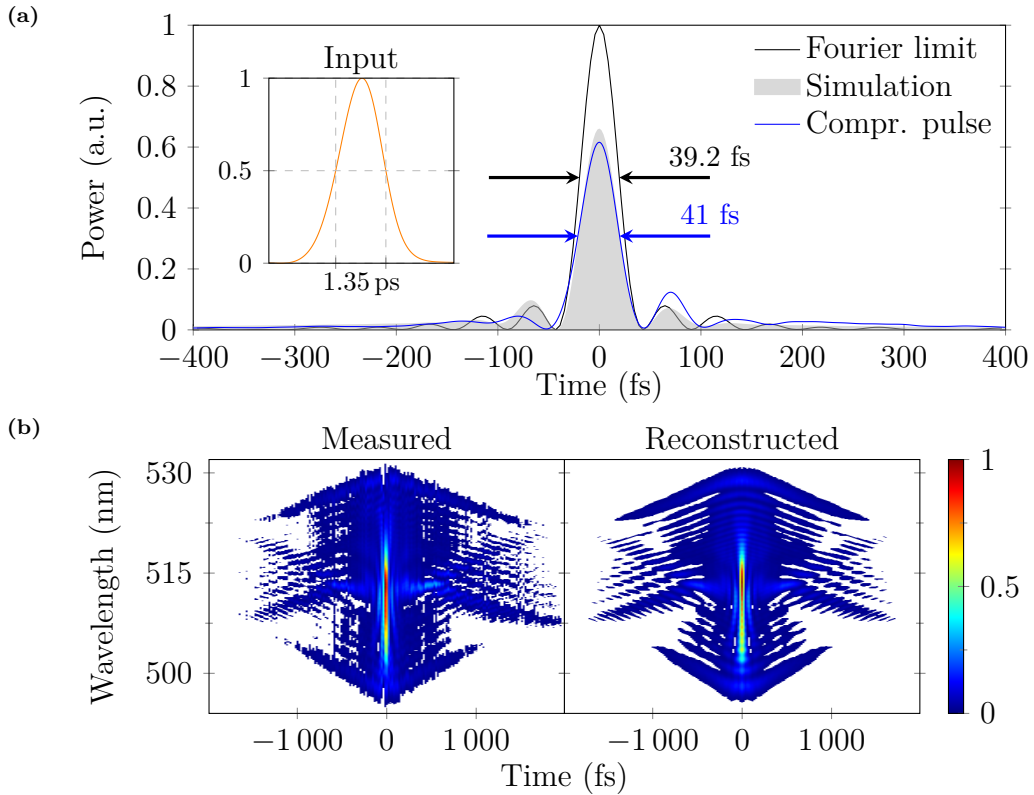 (a)
Power (a.u.)
1
0.8
0.6
0.4
0.2
0
Input
1
0.5
0
1.35 ps
Fourier limit
Simulation
Compr. pulse
39.2 fs
41 fs
−400 −300 −200 −100 0 100 200 300 400
Time (fs)
(b)
Measured Reconstructed
Wavelength (nm)
530
515
500
1
0.5
0
−1 000 0 1 000 −1 000 0 1 000
Time (fs)